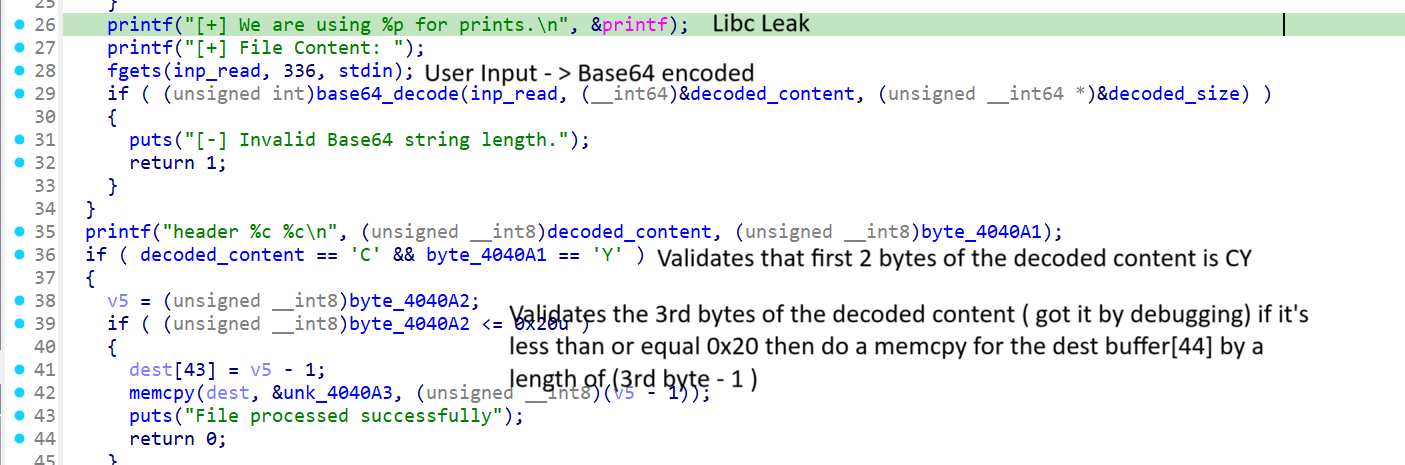 25 }
26 printf("[+] We are using %p for prints.\n", &printf); Libc Leak
27 printf("[+] File Content: ");
28 fgets(inp_read, 336, stdin); User Input - > Base64 encoded
29 if ( (unsigned int)base64_decode(inp_read, (__int64)&decoded_content, (unsigned __int64 *)&decoded_size) )
30 {
31 puts("[-] Invalid Base64 string length.");
32 return 1;
33 }
34 }
35 printf("header %c %c\n", (unsigned __int8)decoded_content, (unsigned __int8)byte_4040A1);
36 if ( decoded_content == 'C' && byte_4040A1 == 'Y' ) Validates that first 2 bytes of the decoded content is CY
37 {
38 v5 = (unsigned __int8)byte_4040A2;
39 if ( (unsigned __int8)byte_4040A2 <= 0x20u )
Validates the 3rd bytes of the decoded content ( got it by debugging) if it's
40 {
less than or equal 0x20 then do a memcpy for the dest buffer[44] by a
41 dest[43] = v5 - 1;
length of (3rd byte - 1 )
42 memcpy(dest, &unk_4040A3, (unsigned __int8)(v5 - 1));
43 puts("File processed successfully");
44 return 0;
45 }